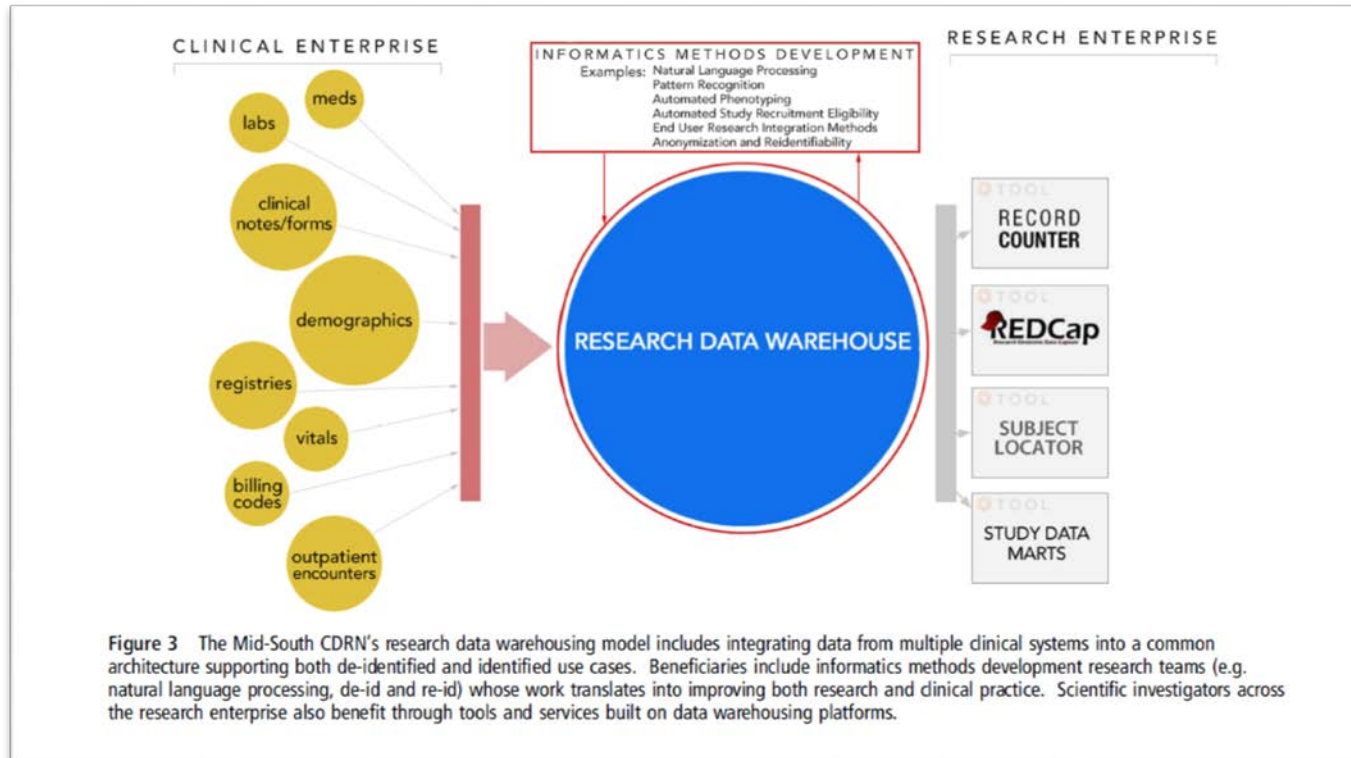 CLINICAL ENTERPRISE
INFORMATICS METHODS DEVELOPMENT
Examples: Natural Language Processing
Pattern Recognition
Automated Phenotyping
Automated Study Recruitment Eligibility
End User Research Integration Methods
Anonymization and Reidentifiability
RESEARCH ENTERPRISE
meds
labs
clinical
notes/forms
demographics
registries
vitals
billing
codes
outpatient
encounters
RESEARCH DATA WAREHOUSE
TOOL
RECORD
COUNTER
TOOL
REDCap
Research Electronic Data Capture
TOOL
SUBJECT
LOCATOR
TOOL
STUDY DATA
MARTS
Figure 3 The Mid-South CDRN's research data warehousing model includes integrating data from multiple clinical systems into a common
architecture supporting both de-identified and identified use cases. Beneficiaries include informatics methods development research teams (e.g.
natural language processing, de-id and re-id) whose work translates into improving both research and clinical practice. Scientific investigators across
the research enterprise also benefit through tools and services built on data warehousing platforms.